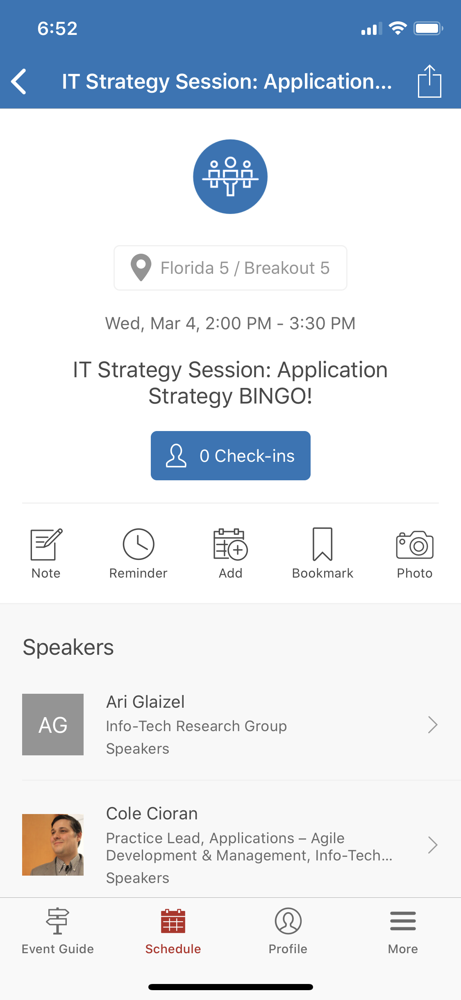 6:52
IT Strategy Session: Application...
Florida 5 / Breakout 5
Wed, Mar 4, 2:00 PM - 3:30 PM
IT Strategy Session: Application
Strategy BINGO!
0 Check-ins
Note
Reminder
Add
Bookmark
Photo
Speakers
AG
Ari Glaizel
Info-Tech Research Group
Speakers
Cole Cioran
Practice Lead, Applications – Agile
Development & Management, Info-Tech...
Speakers
Event Guide
Schedule
Profile
More